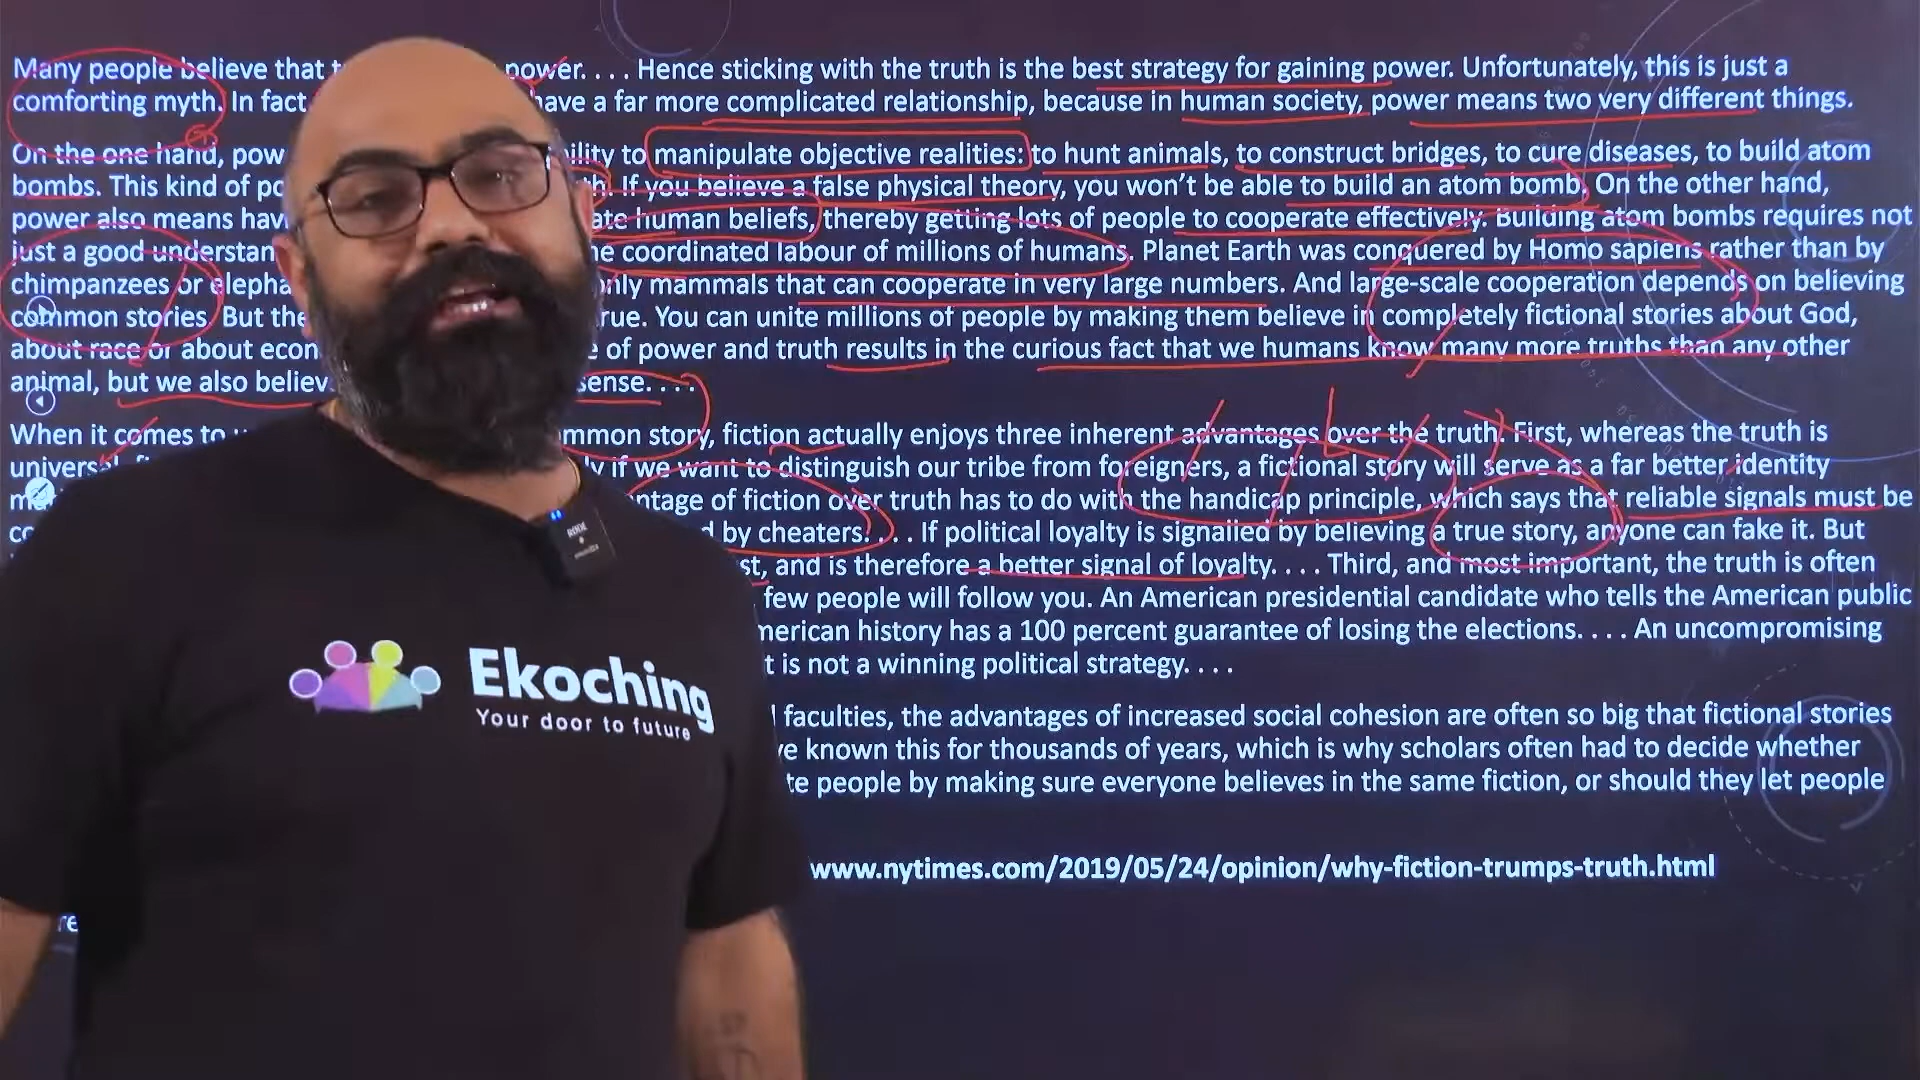 Many people believe that power. . . . Hence sticking with the truth is the best strategy for gaining power. Unfortunately, this is just a
comforting myth. In fact have a far more complicated relationship, because in human society, power means two very different things.
On the one hand, to manipulate objective realities: to hunt animals, to construct bridges, to cure diseases, to build atom
bombs. This kind of If you believe a false physical theory, you won't be able to build an atom bomb. On the other hand,
power also means human beliefs, thereby getting lots of people to cooperate effectively. Building atom bombs requires not
just a good coordinated labour of millions of humans. Planet Earth was conquered by Homo sapiens rather than by
chimpanzees or mammals that can cooperate in very large numbers. And large-scale cooperation depends on believing
common stories. But You can unite millions of people by making them believe in completely fictional stories about God,
about race or about of power and truth results in the curious fact that we humans know many more truths than any other
animal, but we also
When it comes to story, fiction actually enjoys three inherent advantages over the truth. First, whereas the truth is
if we want to distinguish our tribe from foreigners, a fictional story will serve as a far better identity
of fiction over truth has to do with the handicap principle, which says that reliable signals must be
by cheaters. . . . If political loyalty is signalled by believing a true story, anyone can fake it. But
and is therefore a better signal of loyalty. . . . Third, and most important, the truth is often
few people will follow you. An American presidential candidate who tells the American public
history has a 100 percent guarantee of losing the elections. . . . An uncompromising
is not a winning political strategy. . . .
faculties, the advantages of increased social cohesion are often so big that fictional stories
known this for thousands of years, which is why scholars often had to decide whether
people by making sure everyone believes in the same fiction, or should they let people
www.nytimes.com/2019/05/24/opinion/why-fiction-trumps-truth.html
Ekoching
Your door to future
RODE